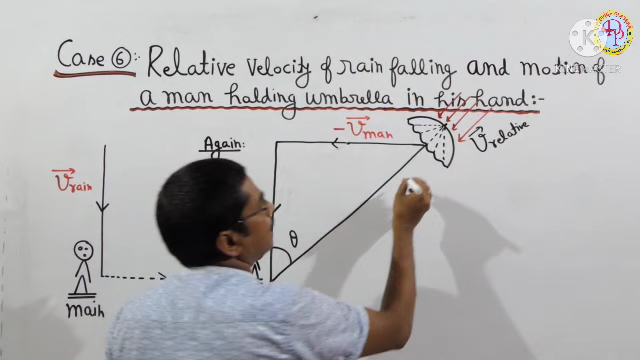 Case 6:- Relative velocity of rain falling and motion of
a man holding umbrella in his hand:-
Again:
-V man
V relative
V rain
θ
man